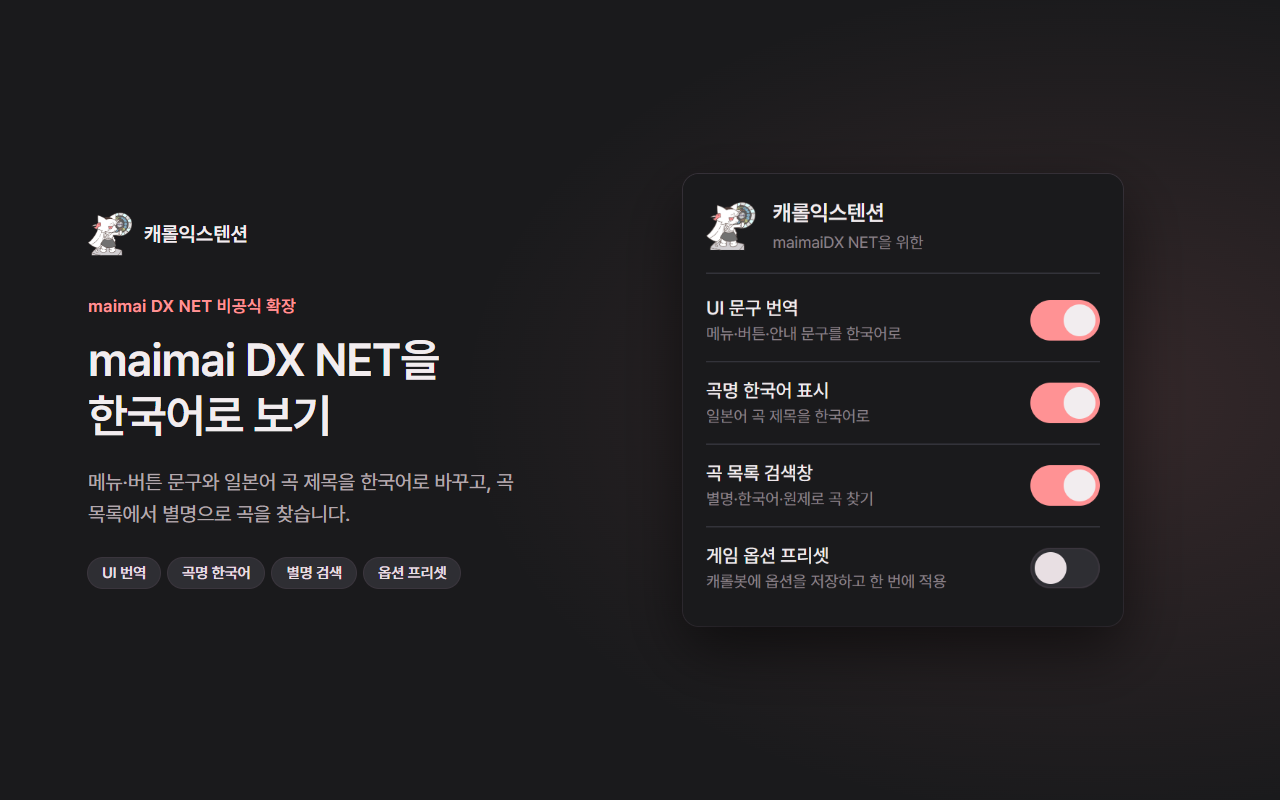 캐롤익스텐션
maimai DX NET 비공식 확장
maimai DX NET을
한국어로 보기
메뉴·버튼 문구와 일본어 곡 제목을 한국어로 바꾸고, 곡
목록에서 별명으로 곡을 찾습니다.
UI 번역
곡명 한국어
별명 검색
옵션 프리셋
캐롤익스텐션
maimaiDX NET을 위한
UI 문구 번역
메뉴·버튼·안내 문구를 한국어로
곡명 한국어 표시
일본어 곡 제목을 한국어로
곡 목록 검색창
별명·한국어·원제로 곡 찾기
게임 옵션 프리셋
캐롤봇에 옵션을 저장하고 한 번에 적용